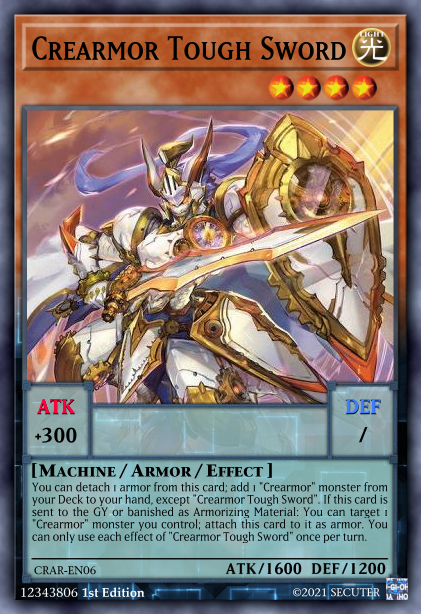 Crearmor Tough Sword
LIGHT
光
ATK
DEF
+300
/
[Machine / Armor / Effect]
You can detach 1 armor from this card; add 1 "Crearmor" monster from
your Deck to your hand, except "Crearmor Tough Sword". If this card is
sent to the GY or banished as Armorizing Material: You can target 1
"Crearmor" monster you control; attach this card to it as armor. You
can only use each effect of "Crearmor Tough Sword" once per turn.
CRAR-EN06
ATK/1600 DEF/1200
12343806 1st Edition
©2021 SECUTER